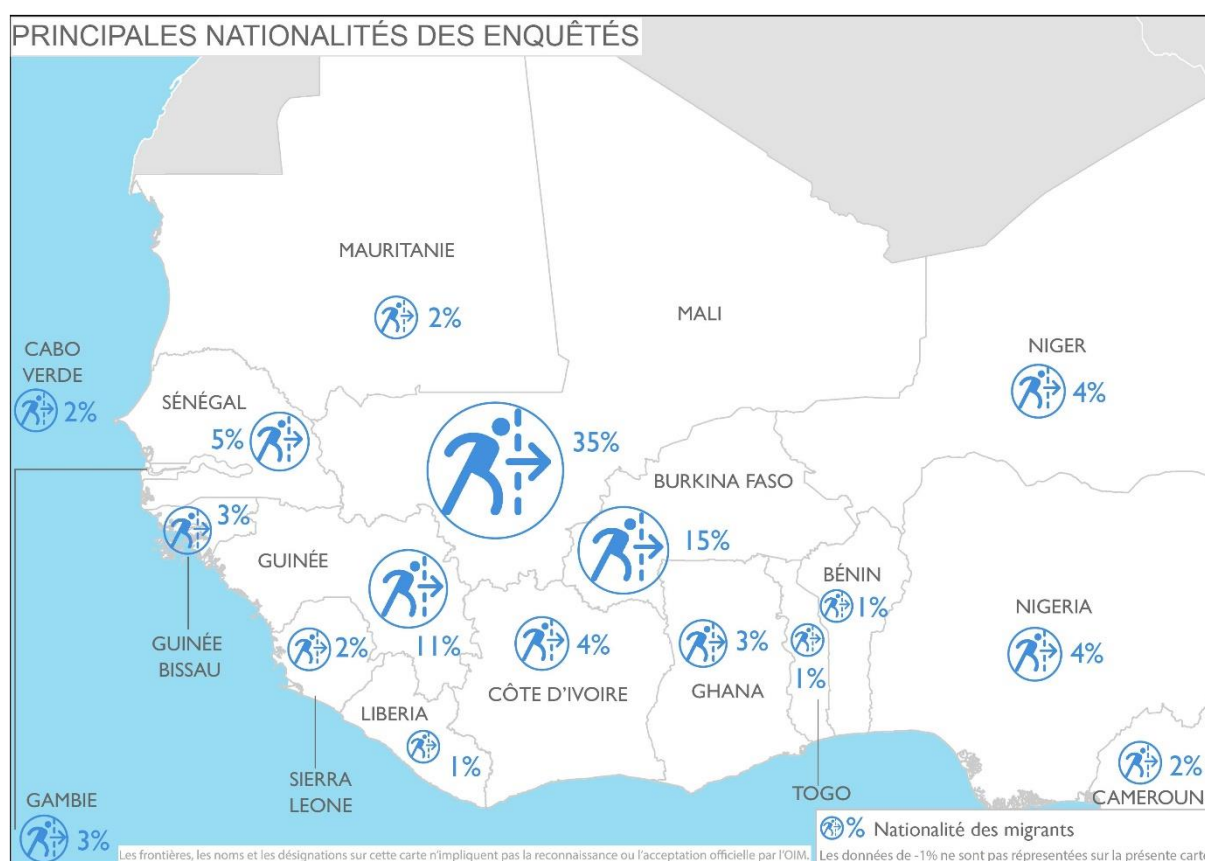 PRINCIPALES NATIONALITÉS DES ENQUÊTÉS
MAURITANIE
2%
MALI
35%
NIGER
4%
CABO
VERDE
2%
SÉNÉGAL
5%
BURKINA FASO
15%
3%
GUINÉE
BISSAU
GUINÉE
11%
BÉNIN
1%
NIGERIA
4%
2%
SIERRA
LEONE
4%
CÔTE D'IVOIRE
3%
GHANA
1%
TOGO
LIBERIA
1%
2%
CAMEROUN
GAMBIE
3%
% Nationalité des migrants
Les frontières, les noms et les désignations sur cette carte n'impliquent pas la reconnaissance ou l'acceptation officielle par l'OIM.
Les données de -1% ne sont pas répresentées sur la présente carte